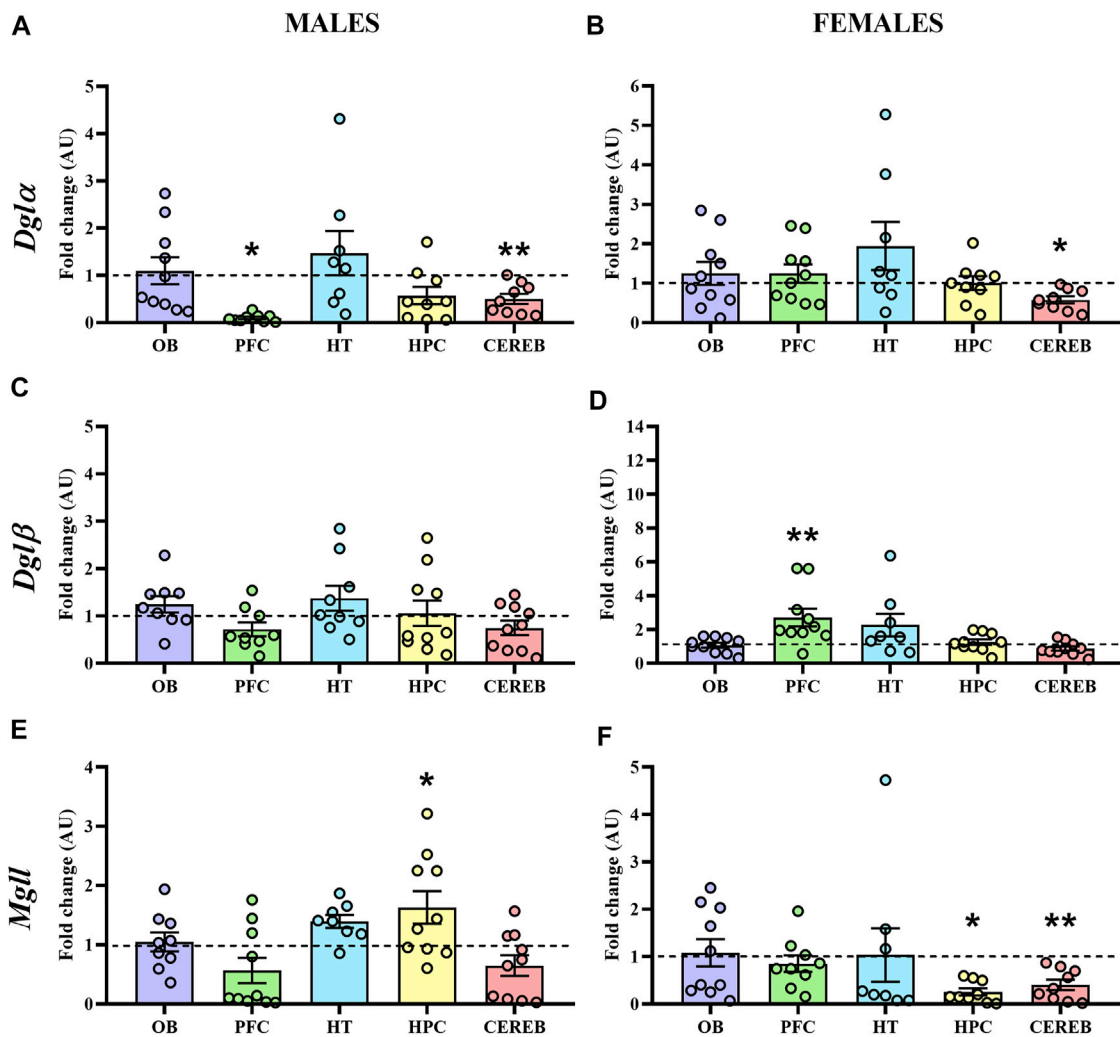 MALES
FEMALES
A
B
Dglα
Fold change (AU)
5
4
3
2
1
0
*
**
OB PFC HT HPC CEREB
Fold change (AU)
6
5
4
3
2
1
0
*
OB PFC HT HPC CEREB
C
D
Dglβ
Fold change (AU)
5
4
3
2
1
0
OB PFC HT HPC CEREB
Fold change (AU)
14
12
10
8
6
4
2
0
**
OB PFC HT HPC CEREB
E
F
Mgll
Fold change (AU)
4
3
2
1
0
*
OB PFC HT HPC CEREB
Fold change (AU)
5
4
3
2
1
0
*
**
OB PFC HT HPC CEREB